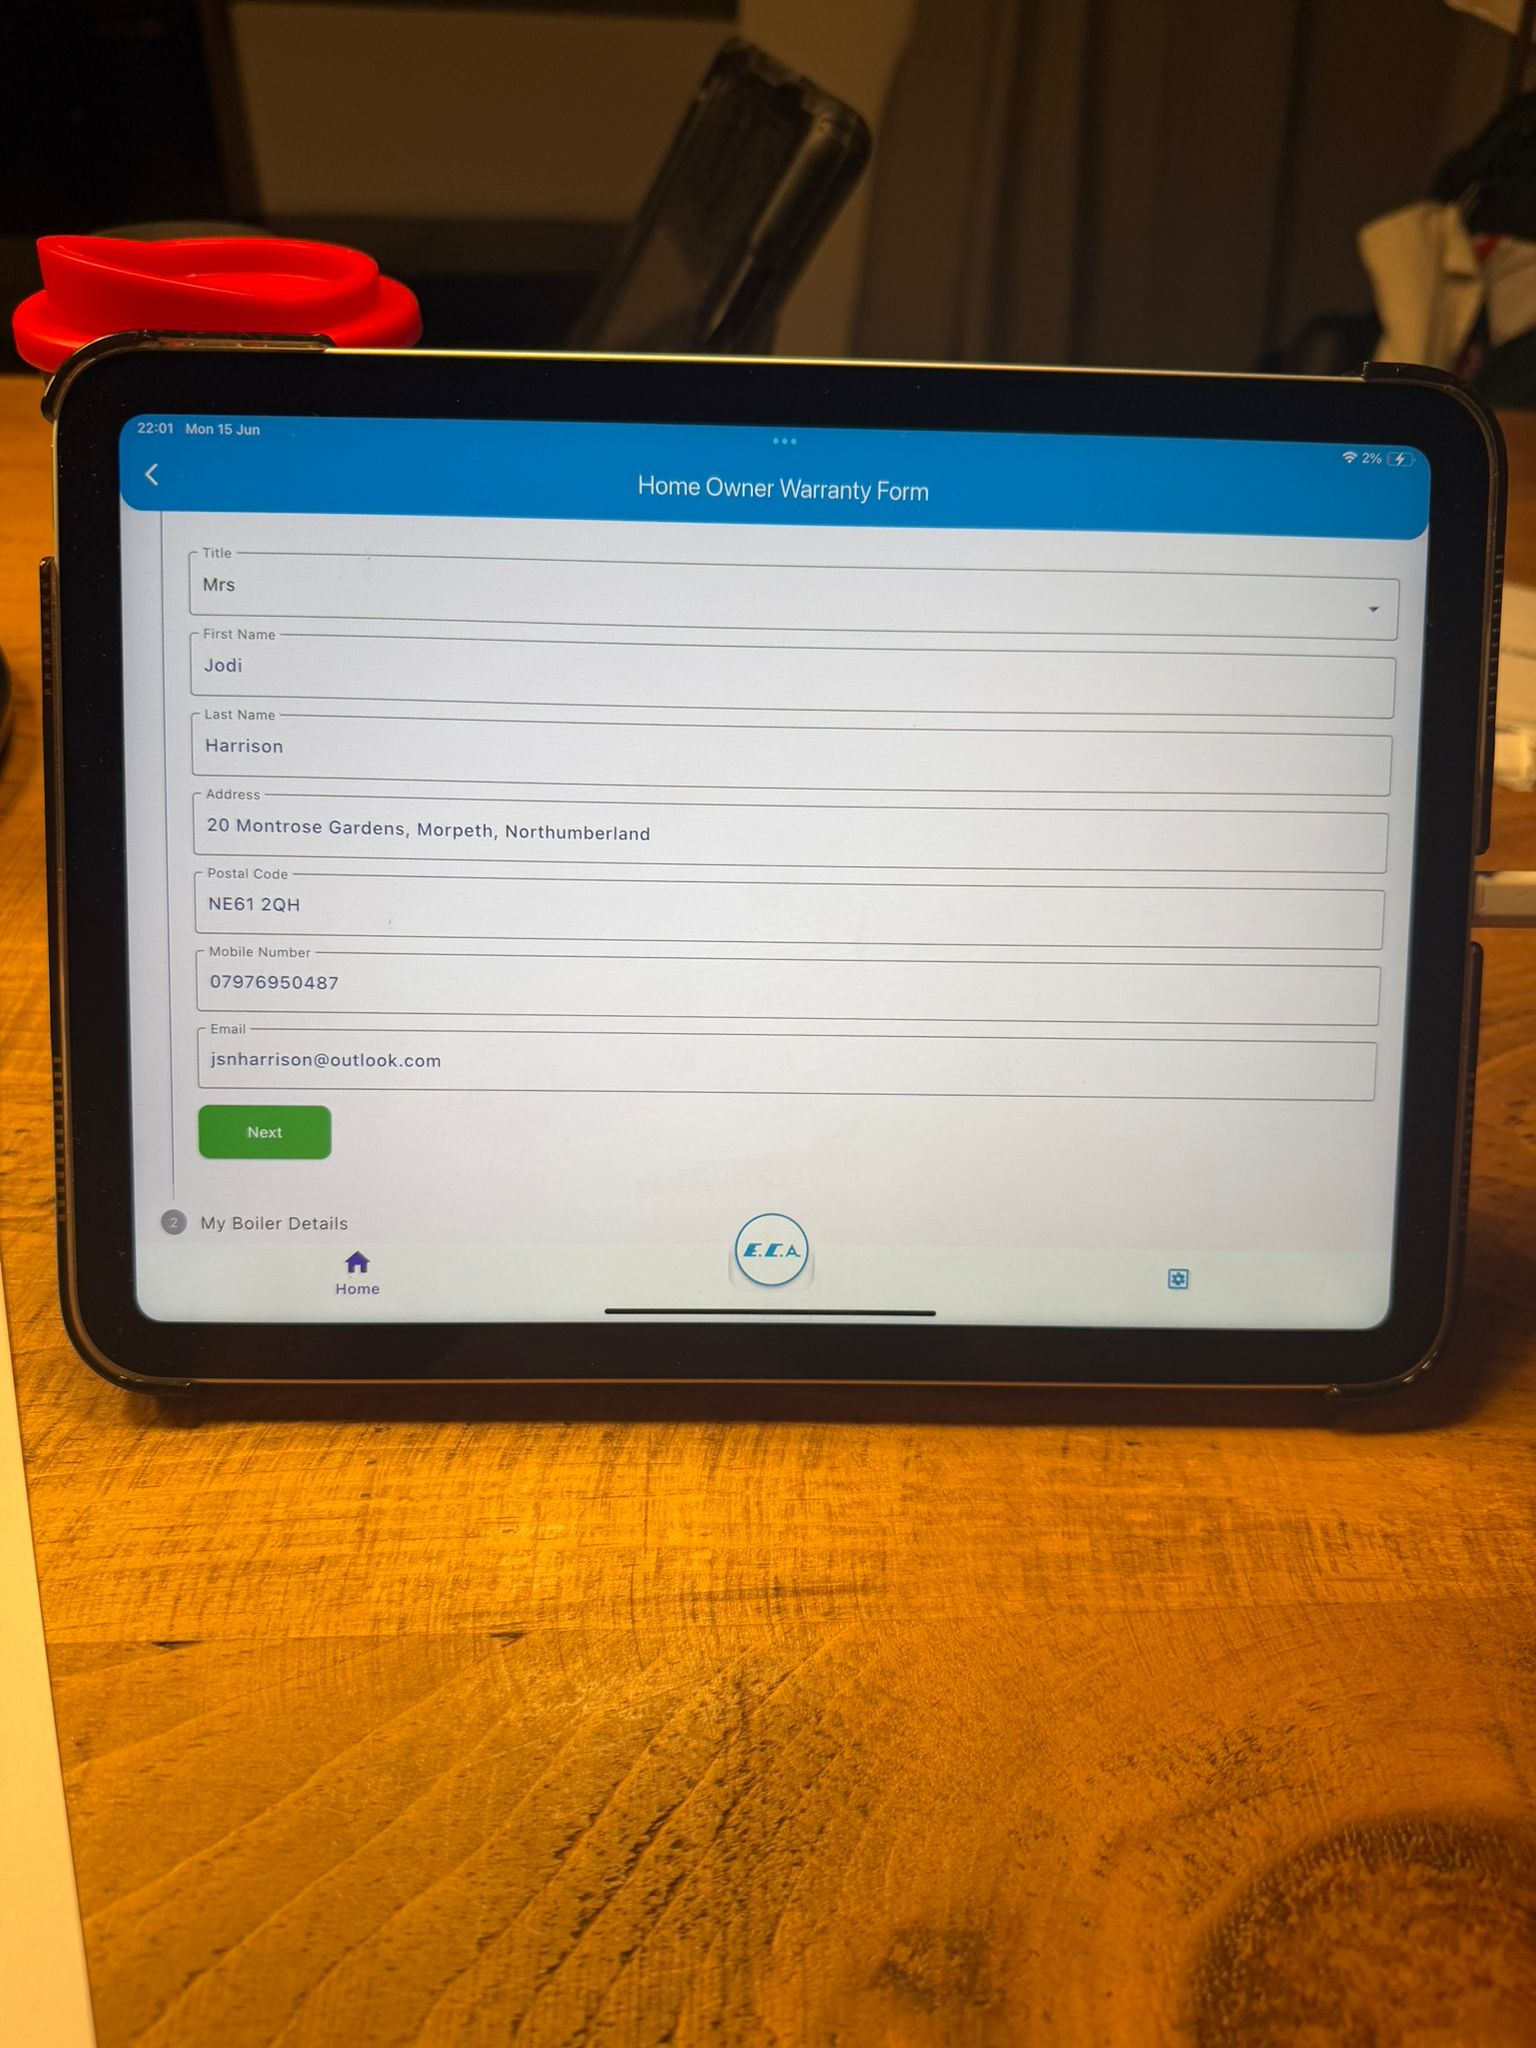 22:01 Mon 15 Jun
2%
Home Owner Warranty Form
Title
Mrs
First Name
Jodi
Last Name
Harrison
Address
20 Montrose Gardens, Morpeth, Northumberland
Postal Code
NE61 2QH
Mobile Number
07976950487
Email
jsnharrison@outlook.com
Next
2 My Boiler Details
Home
E.C.A